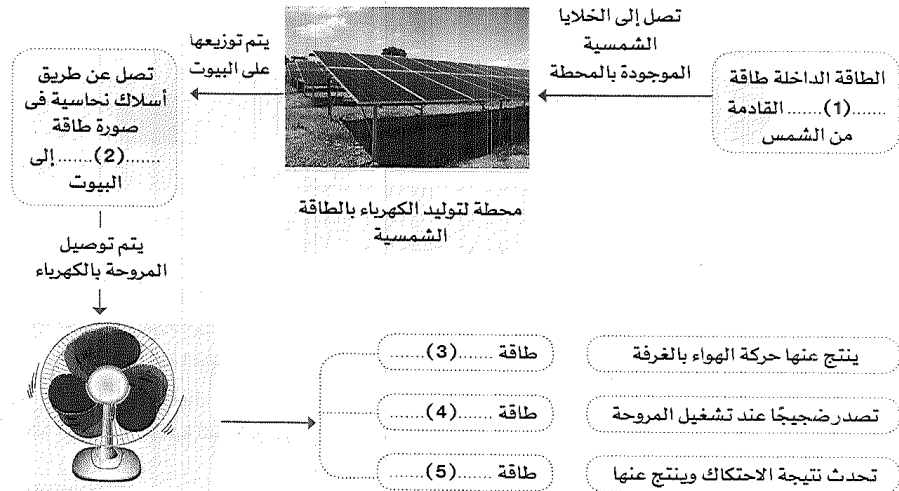 الطاقة الداخلة طاقة
......(1)...... القادمة
من الشمس
تصل إلى الخلايا
الشمسية
الموجودة بالمحطة
محطة لتوليد الكهرباء بالطاقة
الشمسية
يتم توزيعها
على البيوت
تصل عن طريق
أسلاك نحاسية فى
صورة طاقة
......(2)...... إلى
البيوت
يتم توصيل
المروحة بالكهرباء
طاقة ......(3)......
ينتج عنها حركة الهواء بالغرفة
طاقة ......(4)......
تصدر ضجيجًا عند تشغيل المروحة
طاقة ......(5)......
تحدث نتيجة الاحتكاك وينتج عنها